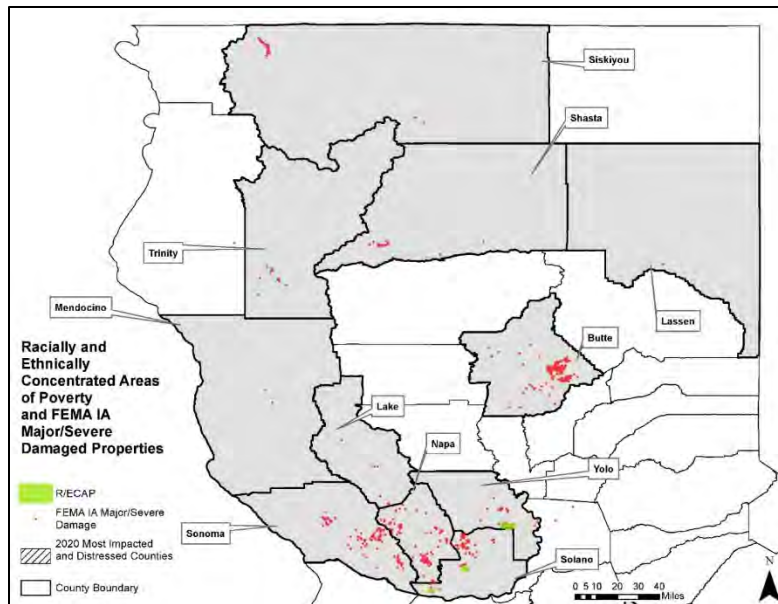 Siskiyou
Shasta
Trinity
Mendocino
Lassen
Butte
Racially and
Ethnically
Concentrated Areas
of Poverty
and FEMA IA
Major/Severe
Damaged Properties
Lake
Napa
Yolo
R/ECAP
FEMA IA Major/Severe
Damage
Sonoma
2020 Most Impacted
and Distressed Counties
Solano
County Boundary
N
0 5 10 20 30 40
Miles